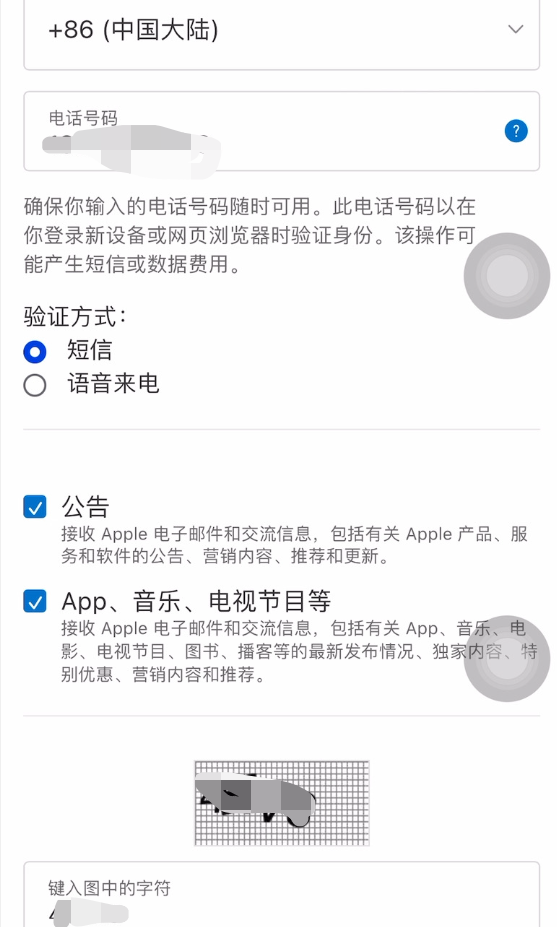 +86 (中国大陆)
电话号码
?
确保你输入的电话号码随时可用。此电话号码以在
你登录新设备或网页浏览器时验证身份。该操作可
能产生短信或数据费用。
验证方式：
短信
语音来电
公告
接收 Apple 电子邮件和交流信息，包括有关 Apple 产品、服
务和软件的公告、营销内容、推荐和更新。
App、音乐、电视节目等
接收 Apple 电子邮件和交流信息，包括有关 App、音乐、电
影、电视节目、图书、播客等的最新发布情况、独家内容、特
别优惠、营销内容和推荐。
键入图中的字符